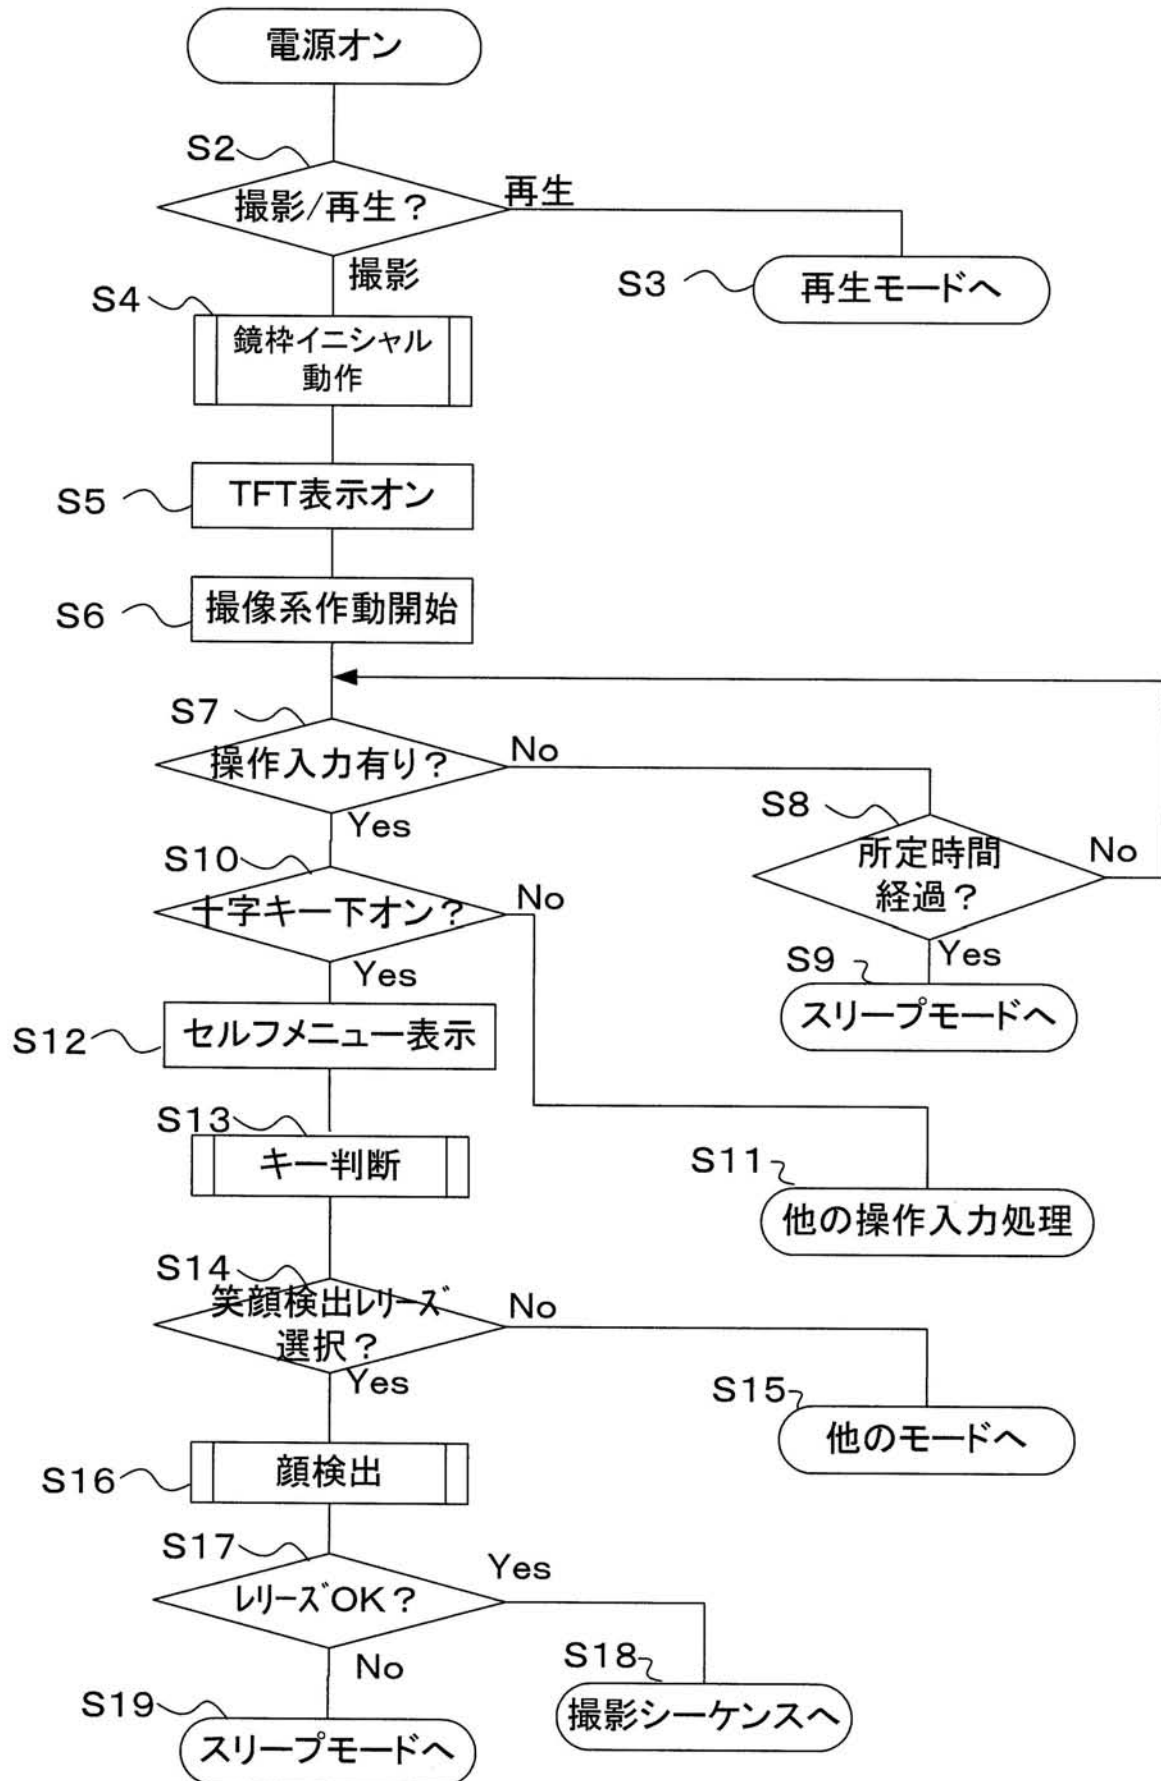 電源オン
S2
撮影/再生？
再生
撮影
S3
再生モードへ
S4
鏡枠イニシャル
動作
S5
TFT表示オン
S6
撮像系作動開始
S7
操作入力有り？
No
Yes
S8
所定時間
経過？
No
Yes
S9
スリープモードへ
S10
十字キー下オン？
No
Yes
S12
セルフメニュー表示
S13
キー判断
S11
他の操作入力処理
S14
笑顔検出レリーズ
選択？
No
Yes
S15
他のモードへ
S16
顔検出
S17
レリーズOK？
Yes
No
S18
撮影シーケンスへ
S19
スリープモードへ